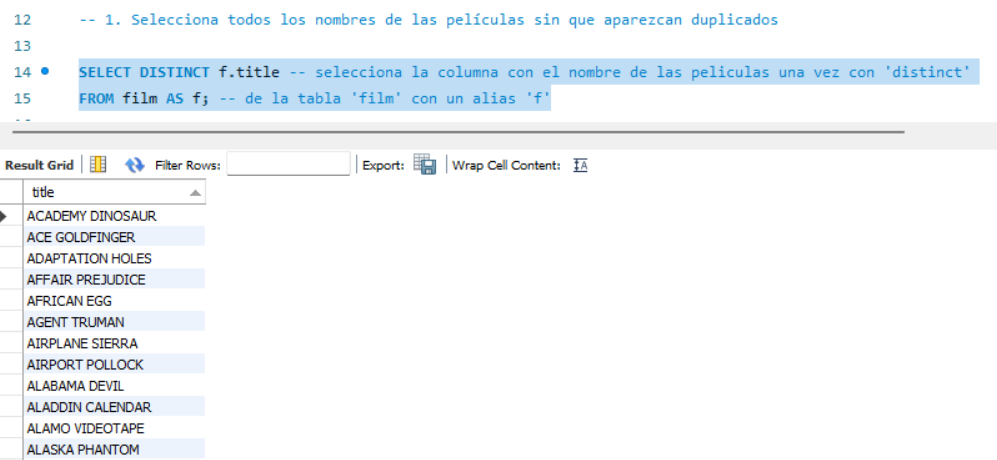 12 -- 1. Selecciona todos los nombres de las películas sin que aparezcan duplicados
13
14 SELECT DISTINCT f.title -- selecciona la columna con el nombre de las peliculas una vez con 'distinct'
15 FROM film AS f; -- de la tabla 'film' con un alias 'f'
Result Grid Filter Rows: Export: Wrap Cell Content: IA
title
ACADEMY DINOSAUR
ACE GOLDFINGER
ADAPTATION HOLES
AFFAIR PREJUDICE
AFRICAN EGG
AGENT TRUMAN
AIRPLANE SIERRA
AIRPORT POLLOCK
ALABAMA DEVIL
ALADDIN CALENDAR
ALAMO VIDEOTAPE
ALASKA PHANTOM